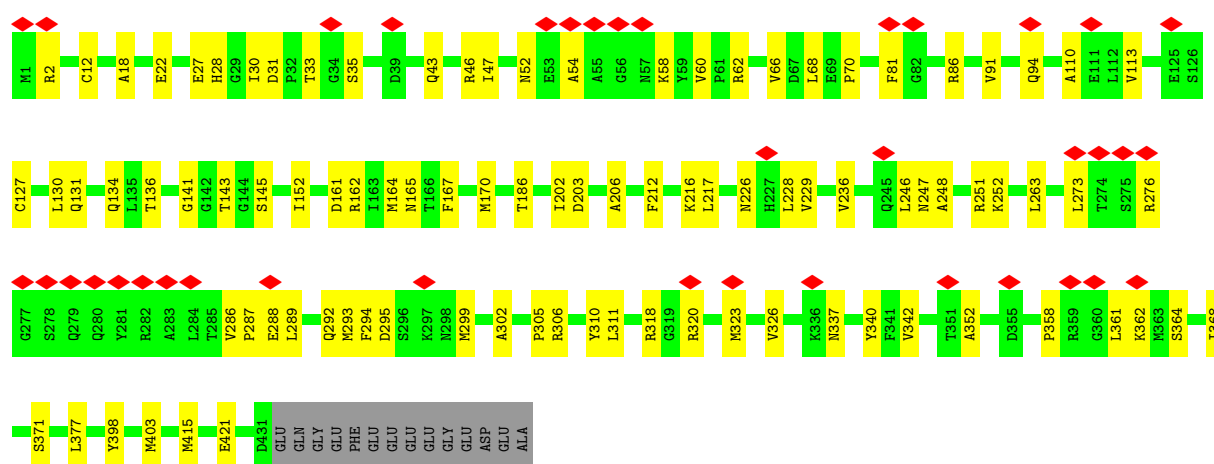 M1 R2 C12 A18 E22 E27 H28 G29 I30 D31 P32 T33 G34 S35 D39 Q43 R46 I47 N52 E53 A54 A55 G56 N57 K58 Y59 V60 P61 R62 V66 D67 L68 E69 P70 F81 G82 R86 V91 Q94 A110 E111 L112 V113 E125 S126
C127 L130 Q131 Q134 L135 T136 G141 G142 T143 G144 S145 I152 D161 R162 I163 M164 N165 T166 F167 M170 T186 I202 D203 A206 F212 K216 L217 N226 H227 L228 V229 V236 Q245 L246 N247 A248 R251 K252 L263 L273 T274 S275 R276
G277 S278 Q279 Q280 Y281 R282 A283 L284 T285 V286 P287 E288 L289 Q292 M293 F294 D295 S296 K297 N298 M299 A302 P305 R306 Y310 L311 R318 G319 R320 M323 V326 K336 N337 Y340 F341 V342 T351 A352 D355 P358 R359 G360 L361 K362 M363 S364
S371 L377 Y398 M403 M415 E421 D431 GLU GLN GLY GLU PHE GLU GLU GLU GLU GLY GLU ASP GLU ALA